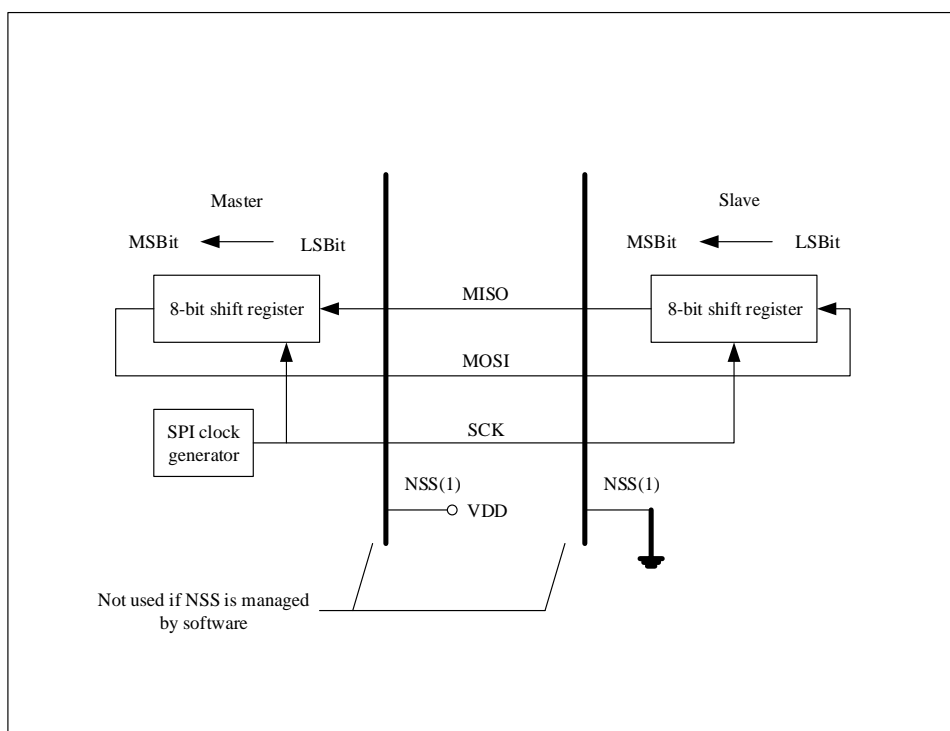 Master
Slave
MSBit
LSBit
MSBit
LSBit
8-bit shift register
MISO
8-bit shift register
MOSI
SPI clock
generator
SCK
NSS(1)
NSS(1)
VDD
Not used if NSS is managed
by software